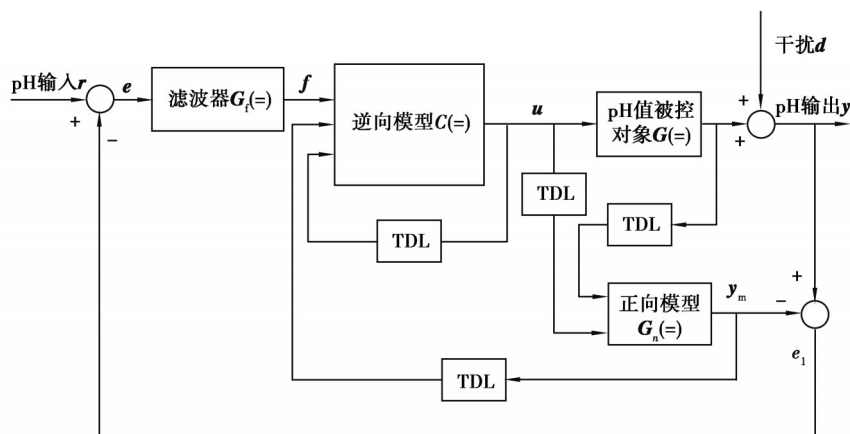 干扰d
pH输入r
e
滤波器Gf(=)
f
逆向模型C(=)
u
pH值被控
对象G(=)
pH输出y
+
−
+
+
TDL
TDL
TDL
正向模型
Gn(=)
ym
−
+
TDL
e1